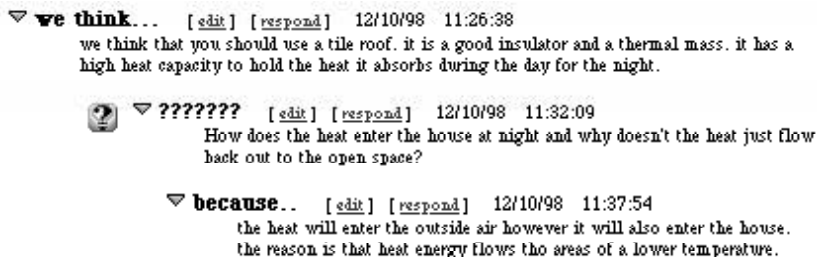 we think... [edit] [respond] 12/10/98 11:26:38
we think that you should use a tile roof. it is a good insulator and a thermal mass. it has a
high heat capacity to hold the heat it absorbs during the day for the night.
??????? [edit] [respond] 12/10/98 11:32:09
How does the heat enter the house at night and why doesn't the heat just flow
back out to the open space?
because.. [edit] [respond] 12/10/98 11:37:54
the heat will enter the outside air however it will also enter the house.
the reason is that heat energy flows tho areas of a lower temperature.